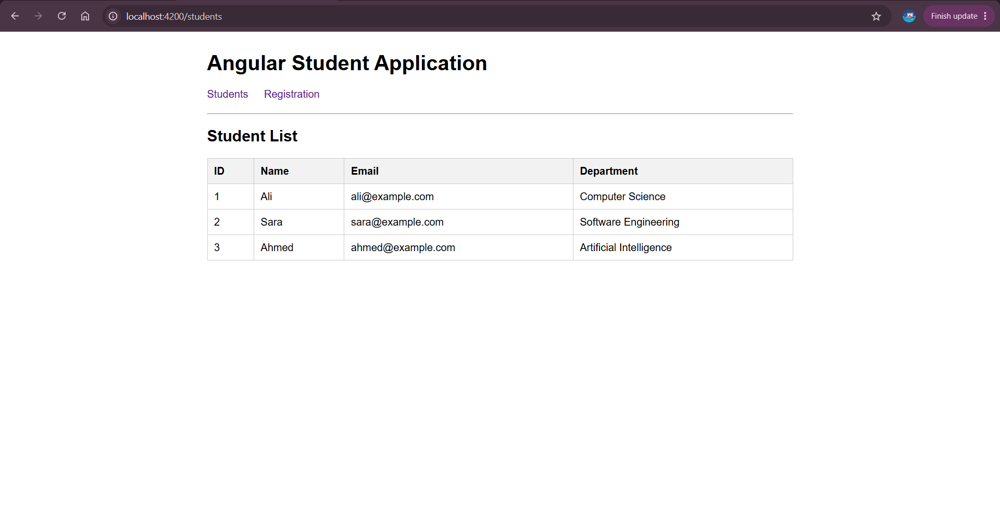 localhost:4200/students
Finish update
Angular Student Application
Students Registration
Student List
ID Name Email Department
1 Ali ali@example.com Computer Science
2 Sara sara@example.com Software Engineering
3 Ahmed ahmed@example.com Artificial Intelligence